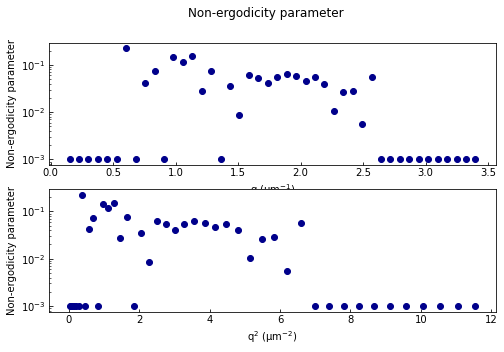 Non-ergodicity parameter
Non-ergodicity parameter
10⁻¹
10⁻²
10⁻³
0.0 0.5 1.0 1.5 2.0 2.5 3.0 3.5
q (μm⁻¹)
Non-ergodicity parameter
10⁻¹
10⁻²
10⁻³
0 2 4 6 8 10 12
q² (μm⁻²)